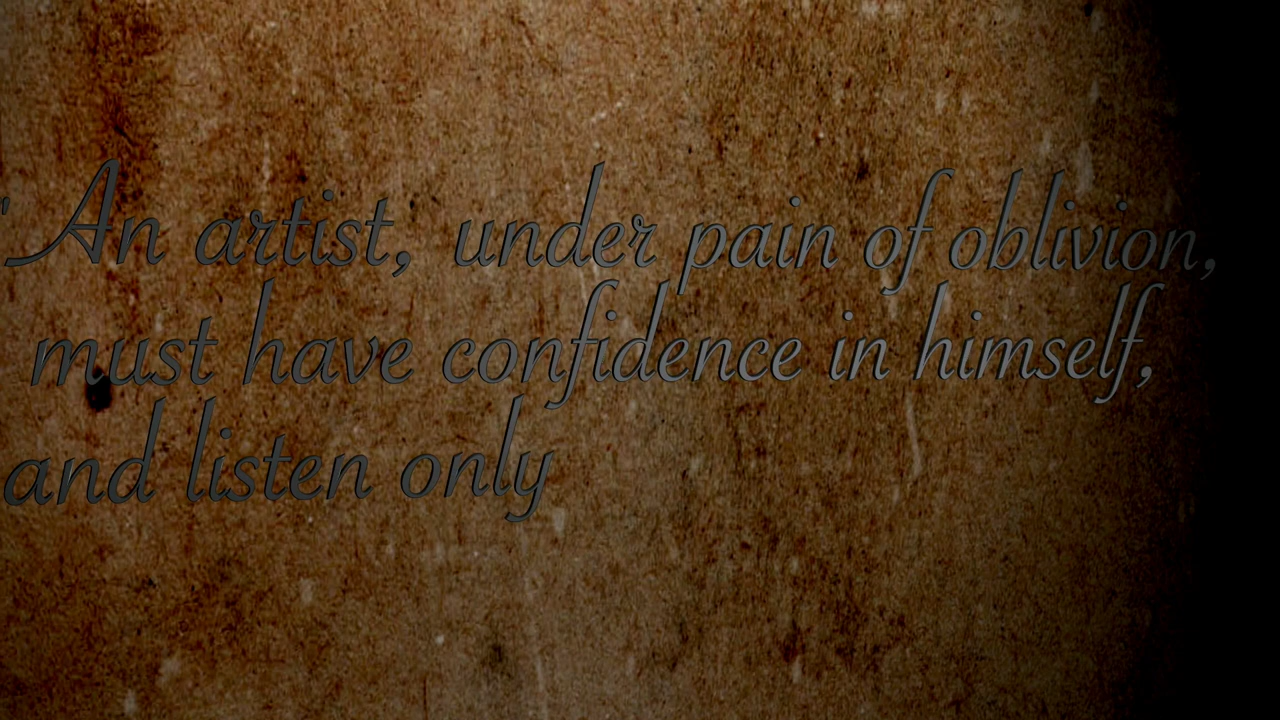 "An artist, under pain of oblivion,
must have confidence in himself,
and listen only